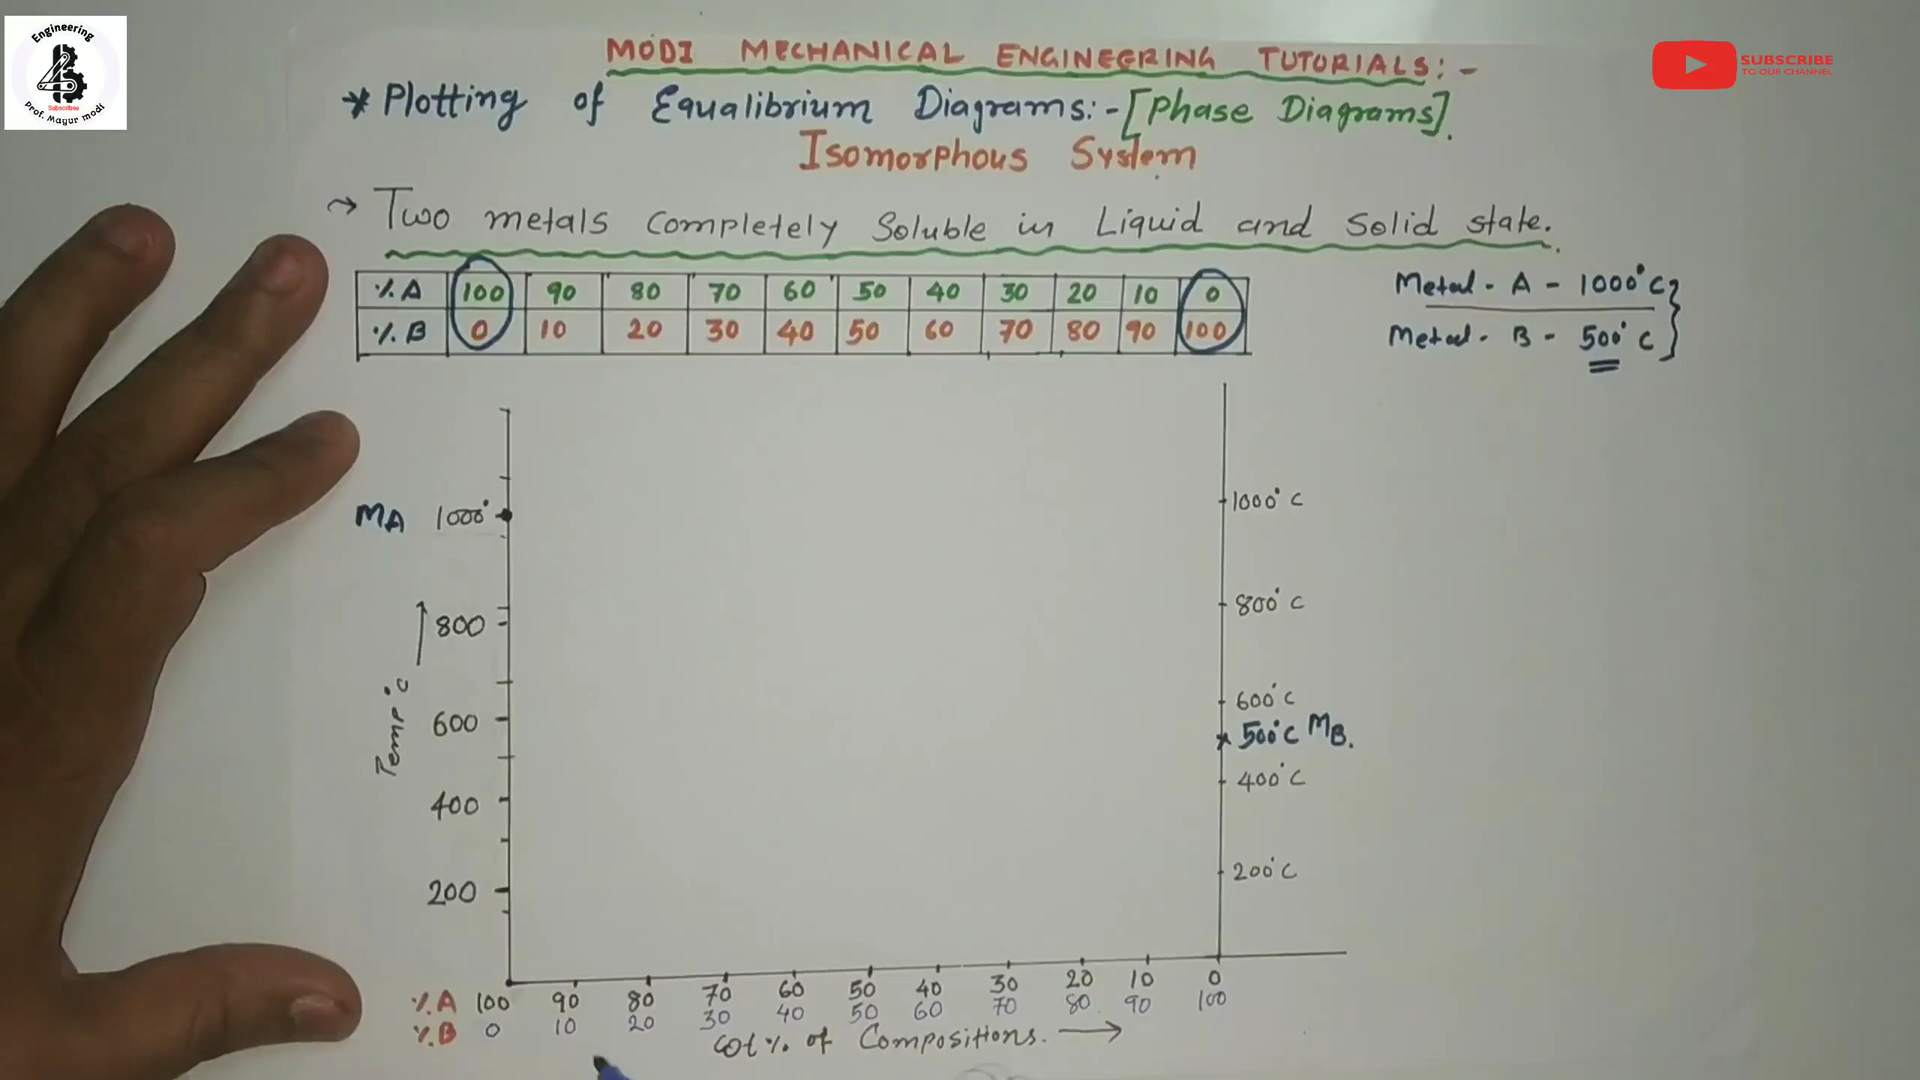 Engineering
Subscribes
Prof. Mayur modi
SUBSCRIBE
TO OUR CHANNEL
MODI MECHANICAL ENGINEERING TUTORIALS:-
* Plotting of Equalibrium Diagrams:- [Phase Diagrams].
Isomorphous System
→ Two metals Completely Soluble in Liquid and Solid state.
%A 100 90 80 70 60 50 40 30 20 10 0
%B 0 10 20 30 40 50 60 70 80 90 100
Metal - A - 1000°C
Metal - B - 500°C
MA 1000°
800
600
400
200
Temp °C
1000°C
800°C
600°C
500°C MB.
400°C
200°C
%A 100 90 80 70 60 50 40 30 20 10 0
%B 0 10 20 30 40 50 60 70 80 90 100
wt% of Compositions. →